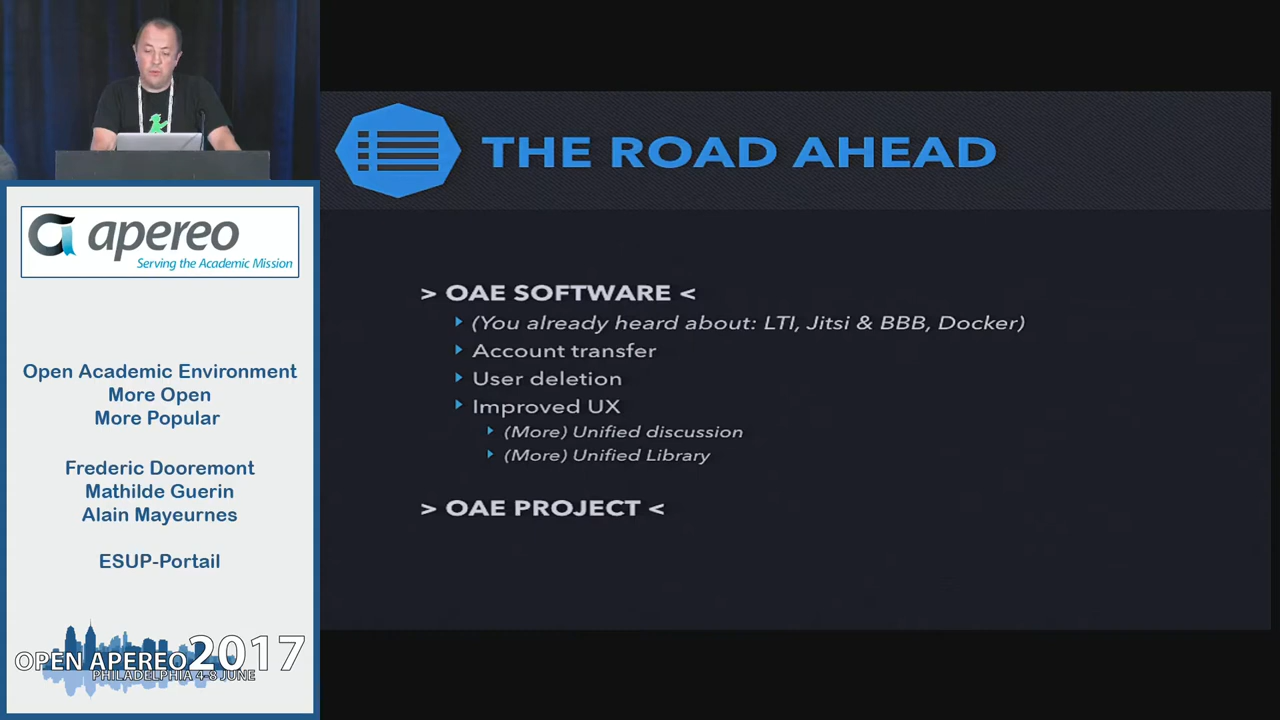 apereo
Serving the Academic Mission
Open Academic Environment
More Open
More Popular
Frederic Dooremont
Mathilde Guerin
Alain Mayeurnes
ESUP-Portail
OPEN APEREO 2017
PHILADELPHIA 4-8 JUNE
THE ROAD AHEAD
> OAE SOFTWARE <
(You already heard about: LTI, Jitsi & BBB, Docker)
Account transfer
User deletion
Improved UX
(More) Unified discussion
(More) Unified Library
> OAE PROJECT <